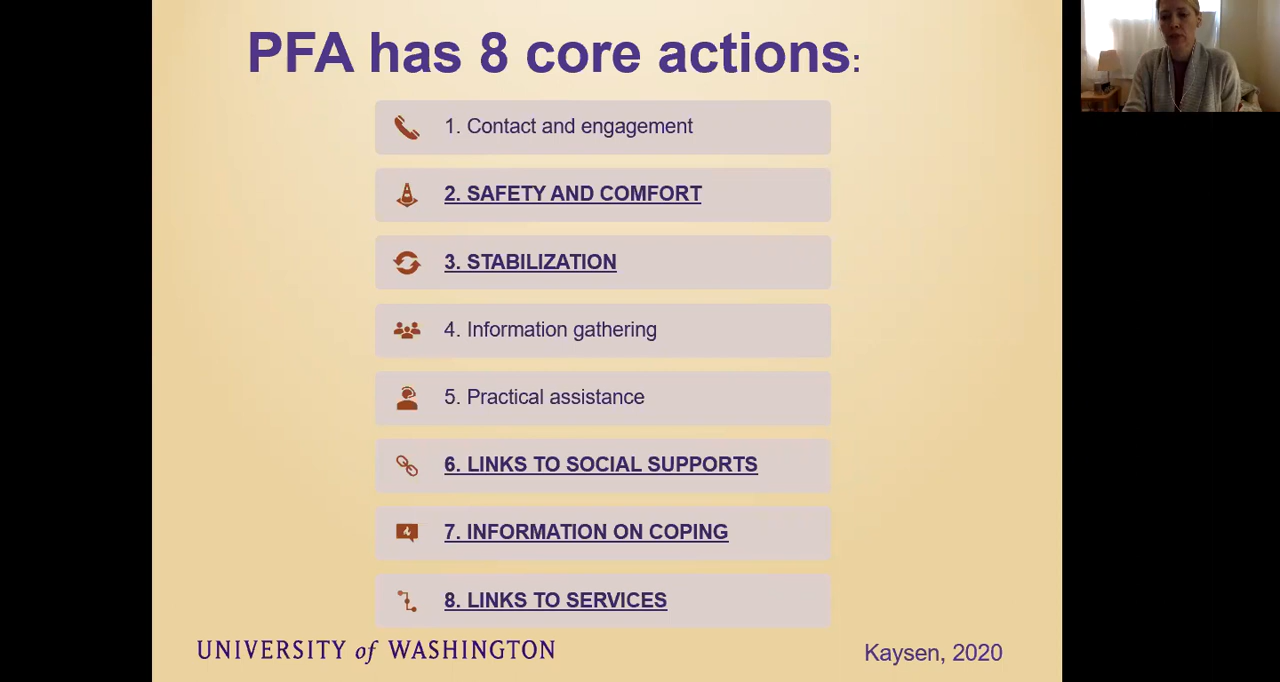 PFA has 8 core actions:
1. Contact and engagement
2. SAFETY AND COMFORT
3. STABILIZATION
4. Information gathering
5. Practical assistance
6. LINKS TO SOCIAL SUPPORTS
7. INFORMATION ON COPING
8. LINKS TO SERVICES
UNIVERSITY of WASHINGTON
Kaysen, 2020